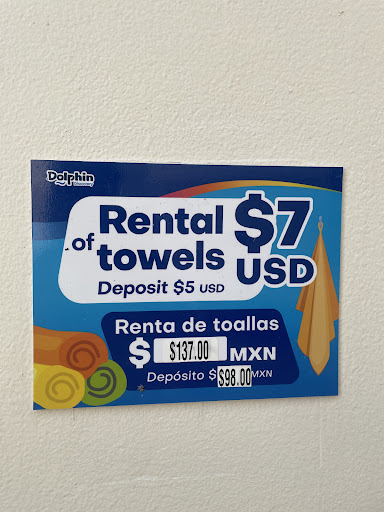 Dolphin
Discovery
Rental
of towels
Deposit $5 USD
$7
USD
Renta de toallas
$ $137.00 MXN
Depósito $ $98.00 MXN